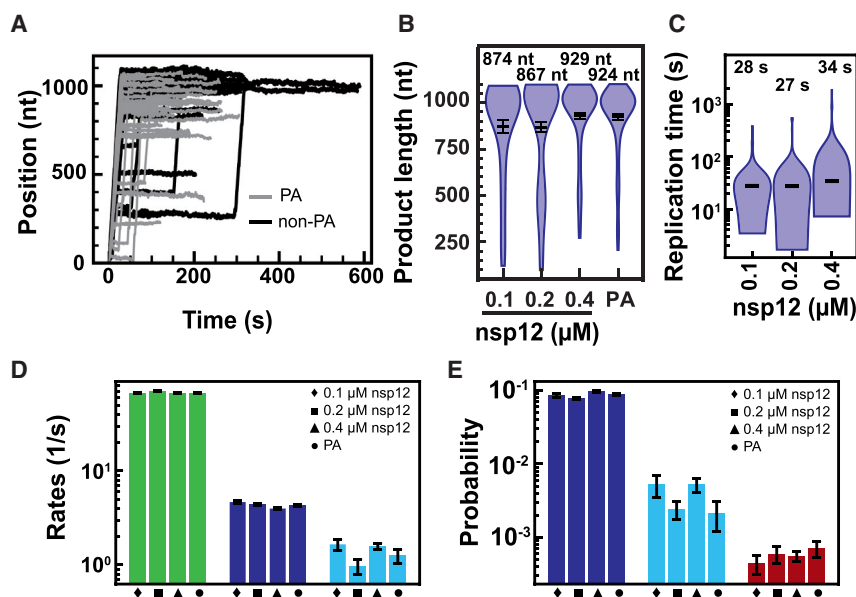 A
Position (nt)
1000
500
0
PA
non-PA
0
200
400
600
Time (s)
B
Product length (nt)
1000
750
500
250
874 nt
929 nt
867 nt
924 nt
0.1
0.2
0.4
PA
nsp12 (µM)
C
Replication time (s)
10³
10²
10¹
28 s
27 s
34 s
0.1
0.2
0.4
nsp12 (µM)
D
Rates (1/s)
10¹
10⁰
♦ 0.1 µM nsp12
■ 0.2 µM nsp12
▲ 0.4 µM nsp12
● PA
♦ ■ ▲ ● ♦ ■ ▲ ● ♦ ■ ▲ ●
E
Probability
10⁻¹
10⁻²
10⁻³
♦ 0.1 µM nsp12
■ 0.2 µM nsp12
▲ 0.4 µM nsp12
● PA
♦ ■ ▲ ● ♦ ■ ▲ ● ♦ ■ ▲ ●